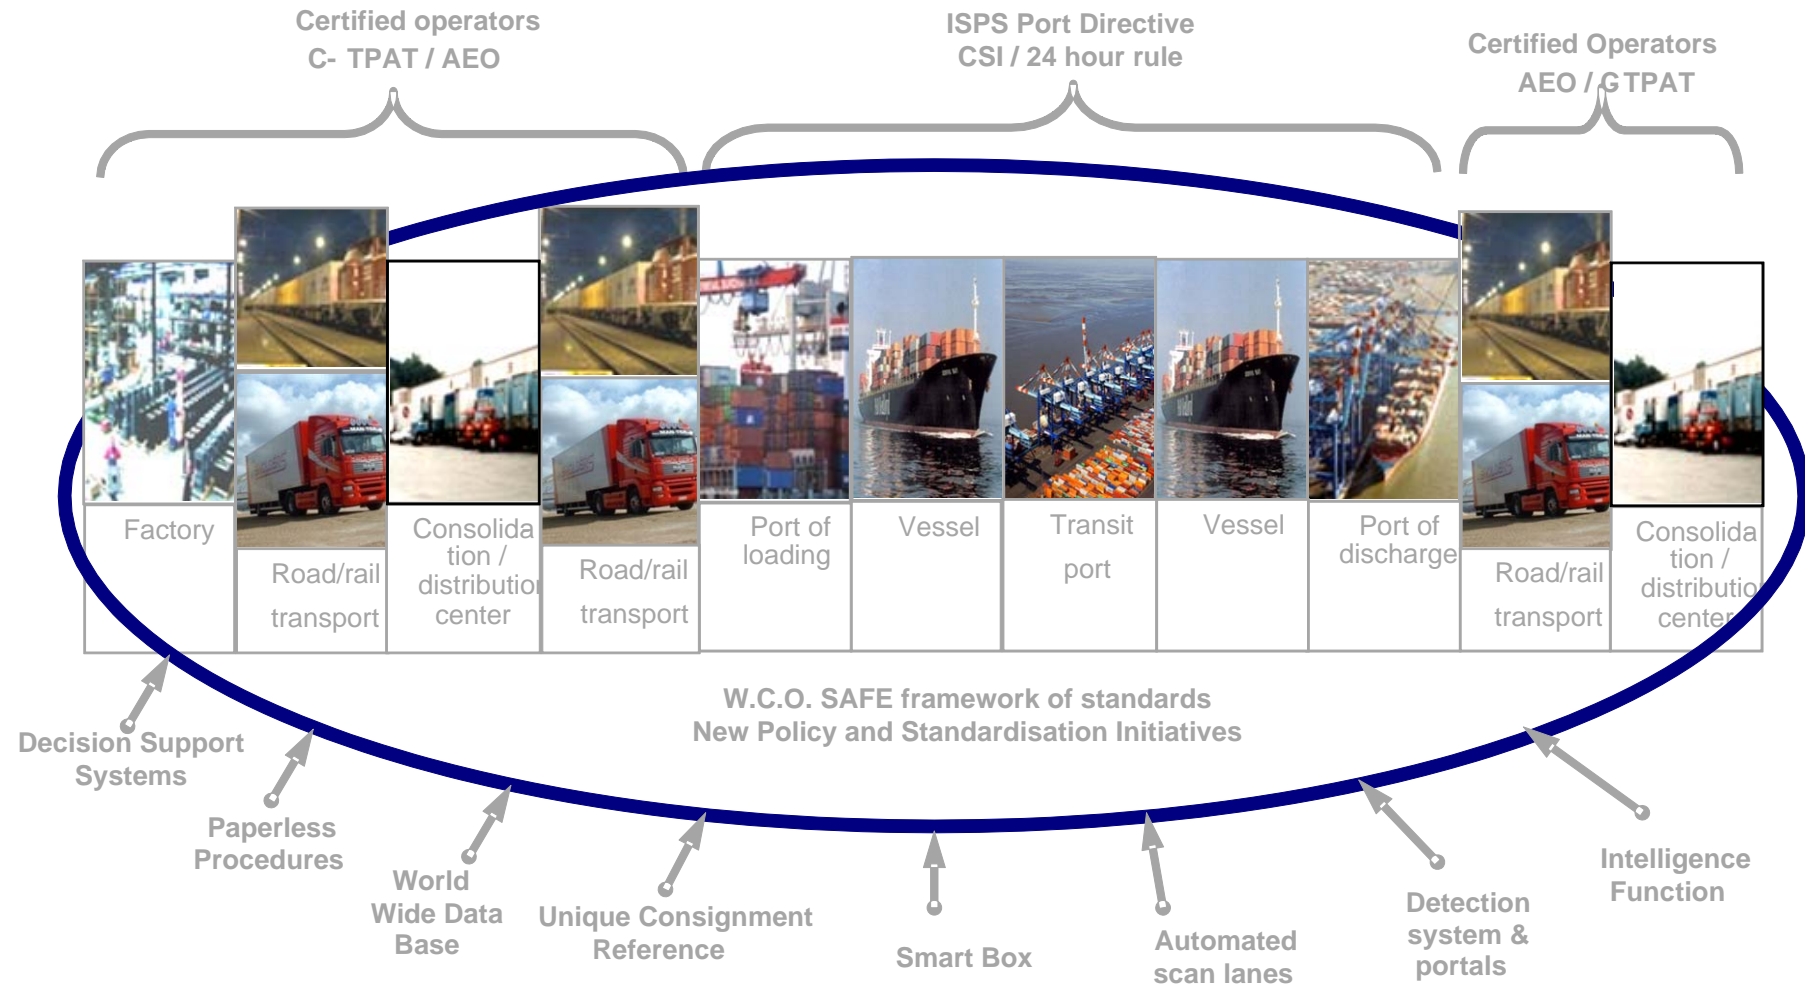 Certified operators
C- TPAT / AEO
ISPS Port Directive
CSI / 24 hour rule
Certified Operators
AEO / G TPAT
Factory
Road/rail
transport
Consolida
tion /
distributio
center
Road/rail
transport
Port of
loading
Vessel
Transit
port
Vessel
Port of
discharge
Road/rail
transport
Consolida
tion /
distributio
center
W.C.O. SAFE framework of standards
New Policy and Standardisation Initiatives
Decision Support
Systems
Paperless
Procedures
World
Wide Data
Base
Unique Consignment
Reference
Smart Box
Automated
scan lanes
Detection
system &
portals
Intelligence
Function